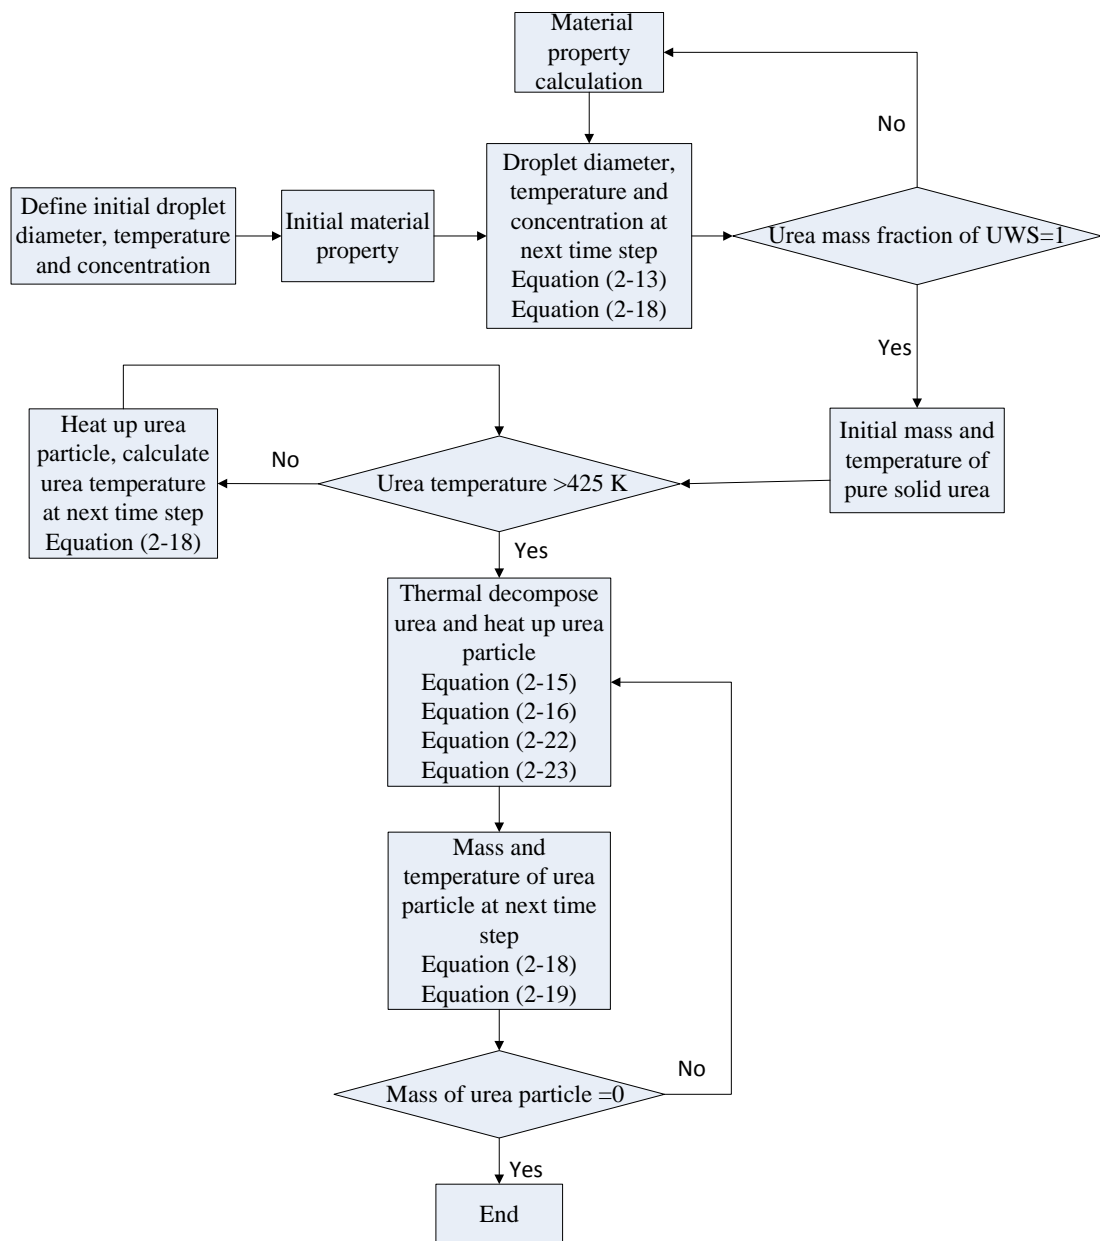 Material
property
calculation
No
Define initial droplet
diameter, temperature
and concentration
Initial material
property
Droplet diameter,
temperature and
concentration at
next time step
Equation (2-13)
Equation (2-18)
Urea mass fraction of UWS=1
Yes
Initial mass and
temperature of
pure solid urea
Heat up urea
particle, calculate
urea temperature
at next time step
Equation (2-18)
No
Urea temperature >425 K
Yes
Thermal decompose
urea and heat up urea
particle
Equation (2-15)
Equation (2-16)
Equation (2-22)
Equation (2-23)
Mass and
temperature of urea
particle at next time
step
Equation (2-18)
Equation (2-19)
Mass of urea particle =0
No
Yes
End